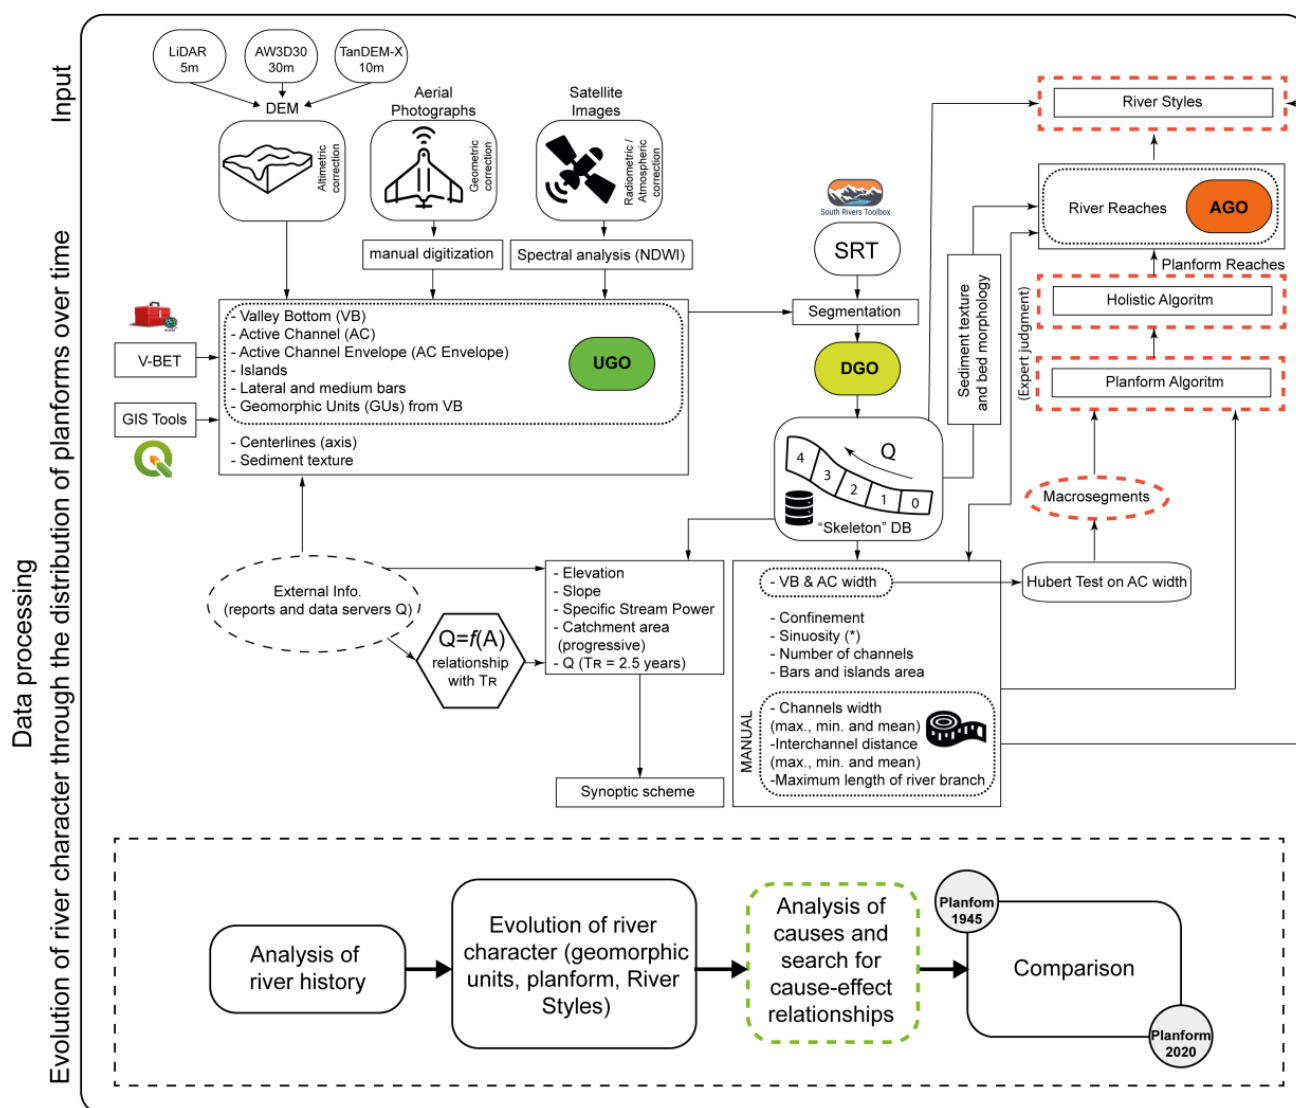 Input
Data processing
Evolution of river character through the distribution of planforms over time
LiDAR
5m
AW3D30
30m
TanDEM-X
10m
DEM
Aerial
Photographs
Satellite
Images
Altimetric
correction
Geometric
correction
Radiometric /
Atmospheric
correction
manual digitization
Spectral analysis (NDWI)
South Rivers Toolbox
SRT
Segmentation
DGO
V-BET
GIS Tools
- Valley Bottom (VB)
- Active Channel (AC)
- Active Channel Envelope (AC Envelope)
- Islands
- Lateral and medium bars
- Geomorphic Units (GUs) from VB
UGO
- Centerlines (axis)
- Sediment texture
Q
4
3
2
1
0
"Skeleton" DB
Sediment texture
and bed morphology
(Expert judgment)
River Styles
River Reaches
AGO
Planform Reaches
Holistic Algoritm
Planform Algoritm
Macrosegments
Hubert Test on AC width
External Info.
(reports and data servers Q)
Q=f(A)
relationship
with TR
- Elevation
- Slope
- Specific Stream Power
- Catchment area
(progressive)
- Q (TR = 2.5 years)
Synoptic scheme
- VB & AC width
- Confinement
- Sinuosity (*)
- Number of channels
- Bars and islands area
MANUAL
- Channels width
(max., min. and mean)
-Interchannel distance
(max., min. and mean)
-Maximum length of river branch
Analysis of
river history
Evolution of river
character (geomorphic
units, planform, River
Styles)
Analysis of
causes and
search for
cause-effect
relationships
Planfom
1945
Comparison
Planform
2020